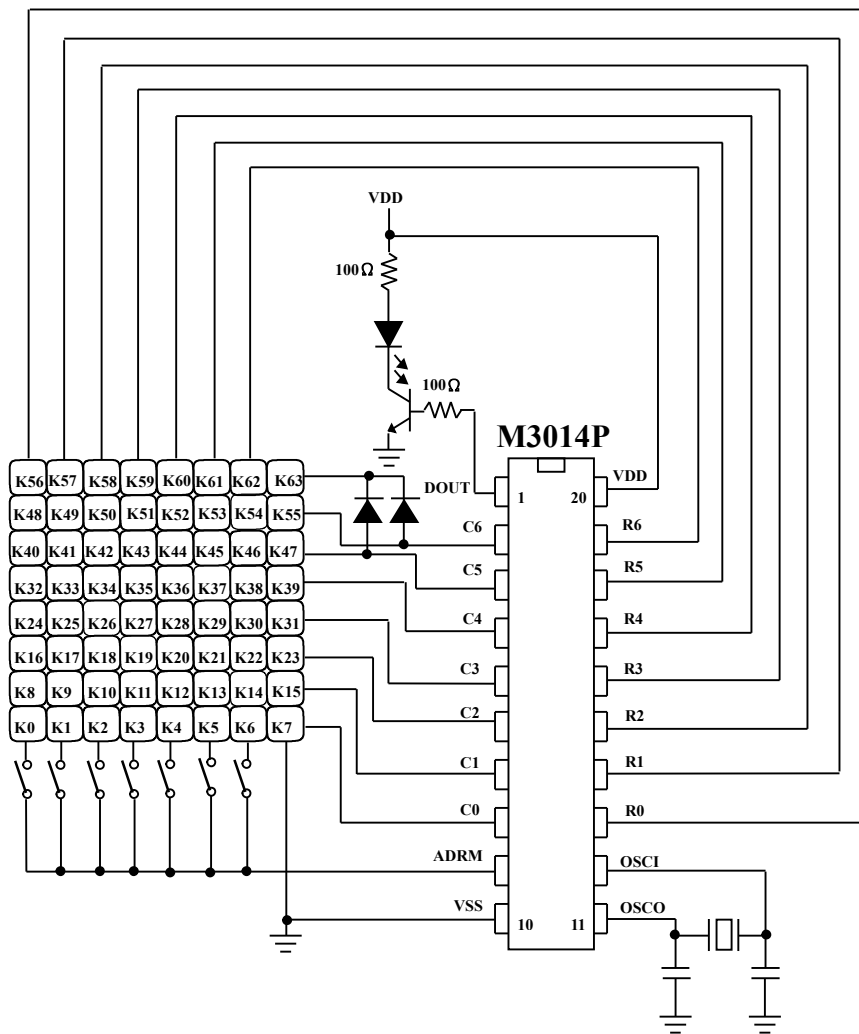 VDD
100Ω
100Ω
M3014P
K56 K57 K58 K59 K60 K61 K62 K63
K48 K49 K50 K51 K52 K53 K54 K55
K40 K41 K42 K43 K44 K45 K46 K47
K32 K33 K34 K35 K36 K37 K38 K39
K24 K25 K26 K27 K28 K29 K30 K31
K16 K17 K18 K19 K20 K21 K22 K23
K8 K9 K10 K11 K12 K13 K14 K15
K0 K1 K2 K3 K4 K5 K6 K7
DOUT 1 20 VDD
C6 R6
C5 R5
C4 R4
C3 R3
C2 R2
C1 R1
C0 R0
ADRM OSCI
VSS 10 11 OSCO